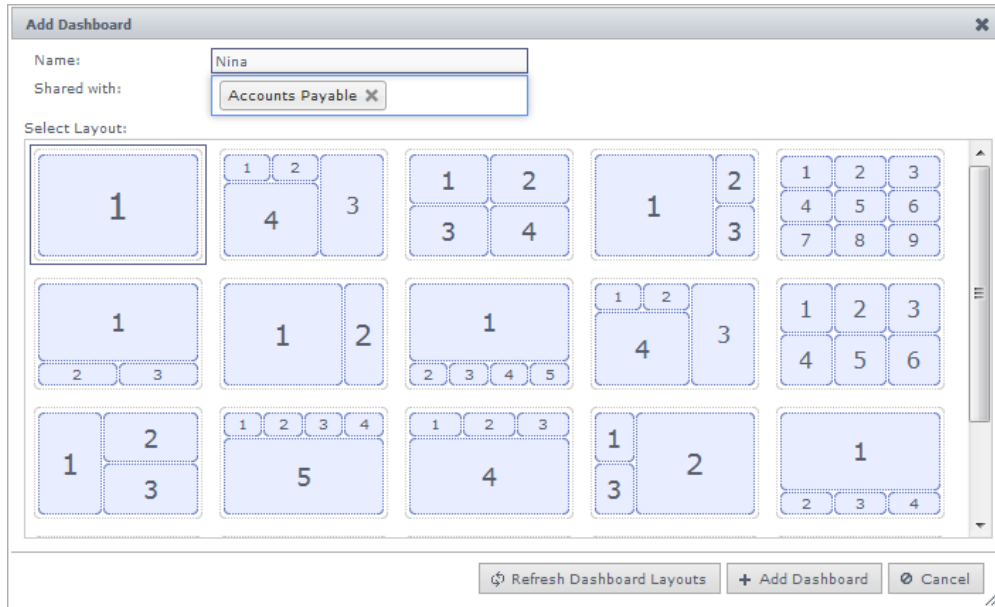 Add Dashboard
Name: Nina
Shared with: Accounts Payable
Select Layout:
1
1 2
4 3
1 2
3 4
1 2
3
1 2 3
4 5 6
7 8 9
1
2 3
1 2
1
2 3 4 5
1 2
4 3
1 2 3
4 5 6
1 2
3
1 2 3 4
5
1 2 3
4
1 2
3
1
2 3 4
Refresh Dashboard Layouts
Add Dashboard
Cancel